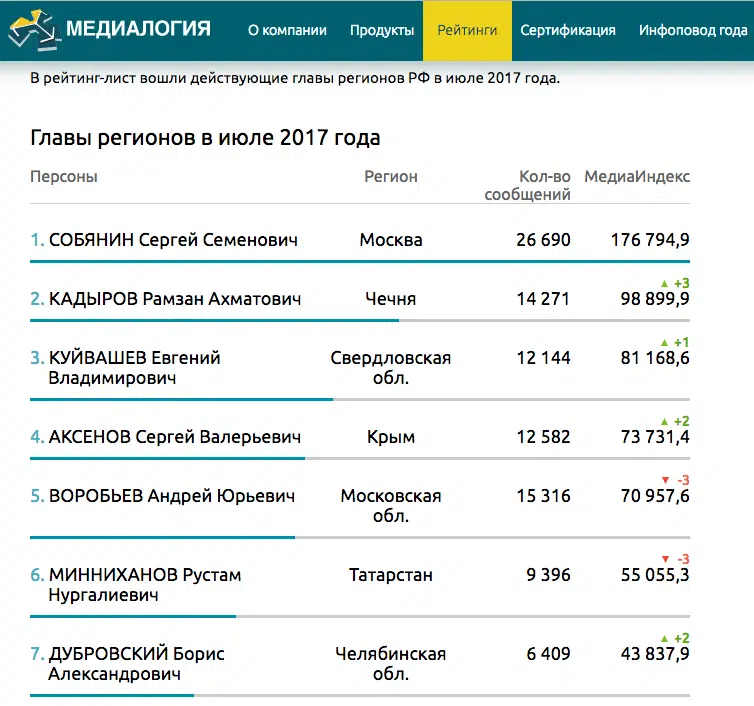 МЕДИАЛОГИЯ О компании Продукты Рейтинги Сертификация Инфоповод года
В рейтинг-лист вошли действующие главы регионов РФ в июле 2017 года.
Главы регионов в июле 2017 года
Персоны Регион Кол-во сообщений МедиаИндекс
1. СОБЯНИН Сергей Семенович Москва 26 690 176 794,9
▲ +3
2. КАДЫРОВ Рамзан Ахматович Чечня 14 271 98 899,9
▲ +1
3. КУЙВАШЕВ Евгений Свердловская 12 144 81 168,6
Владимирович обл.
▲ +2
4. АКСЕНОВ Сергей Валерьевич Крым 12 582 73 731,4
▼ -3
5. ВОРОБЬЕВ Андрей Юрьевич Московская 15 316 70 957,6
обл.
▼ -3
6. МИННИХАНОВ Рустам Татарстан 9 396 55 055,3
Нургалиевич
▲ +2
7. ДУБРОВСКИЙ Борис Челябинская 6 409 43 837,9
Александрович обл.